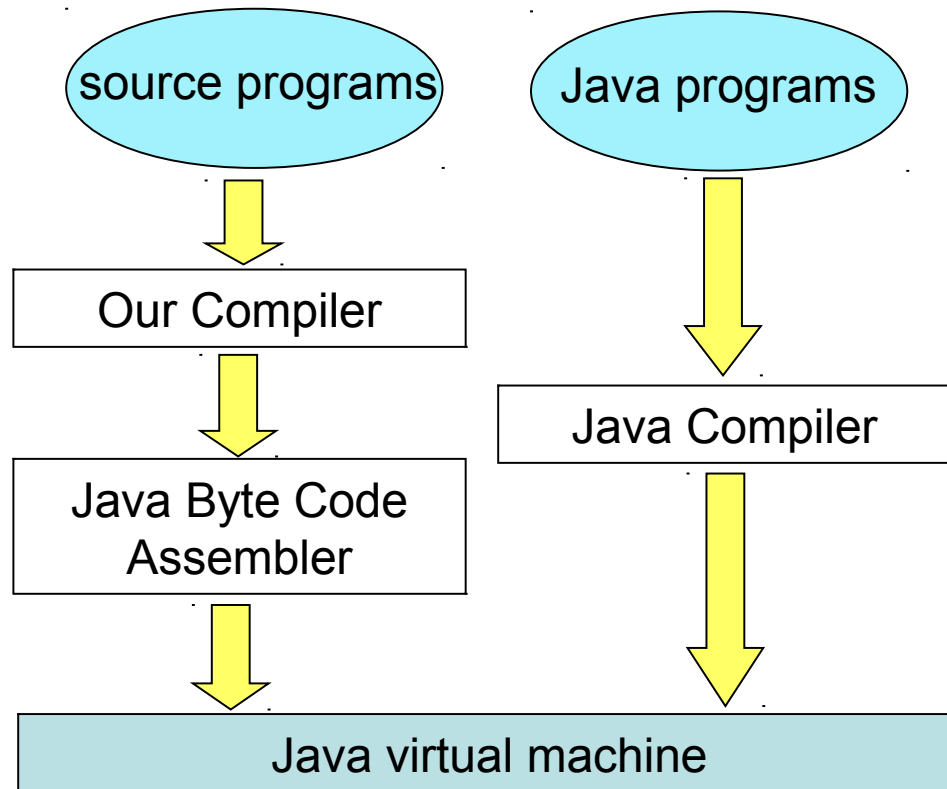 source programs
Java programs
Our Compiler
Java Compiler
Java Byte Code
Assembler
Java virtual machine